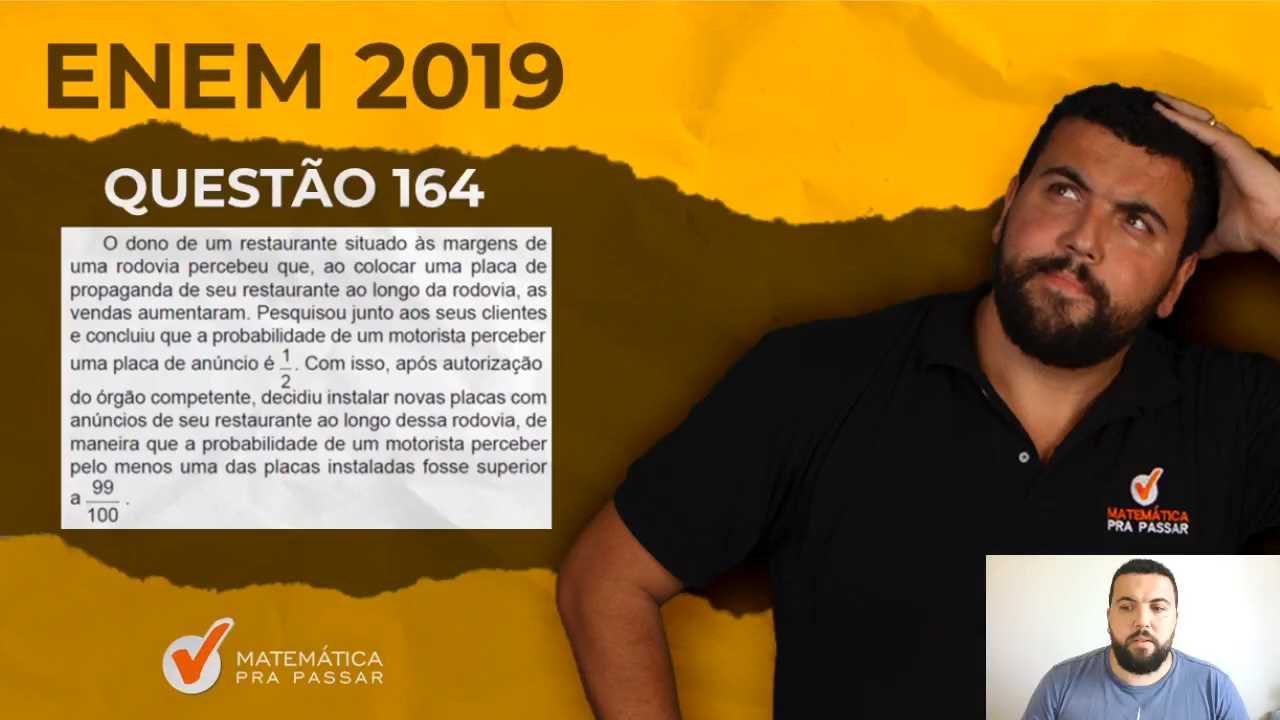 ENEM 2019
QUESTÃO 164
O dono de um restaurante situado às margens de
uma rodovia percebeu que, ao colocar uma placa de
propaganda de seu restaurante ao longo da rodovia, as
vendas aumentaram. Pesquisou junto aos seus clientes
e concluiu que a probabilidade de um motorista perceber
uma placa de anúncio é 1/2. Com isso, após autorização
do órgão competente, decidiu instalar novas placas com
anúncios de seu restaurante ao longo dessa rodovia, de
maneira que a probabilidade de um motorista perceber
pelo menos uma das placas instaladas fosse superior
a 99/100.
MATEMÁTICA
PRA PASSAR
MATEMÁTICA
PRA PASSAR